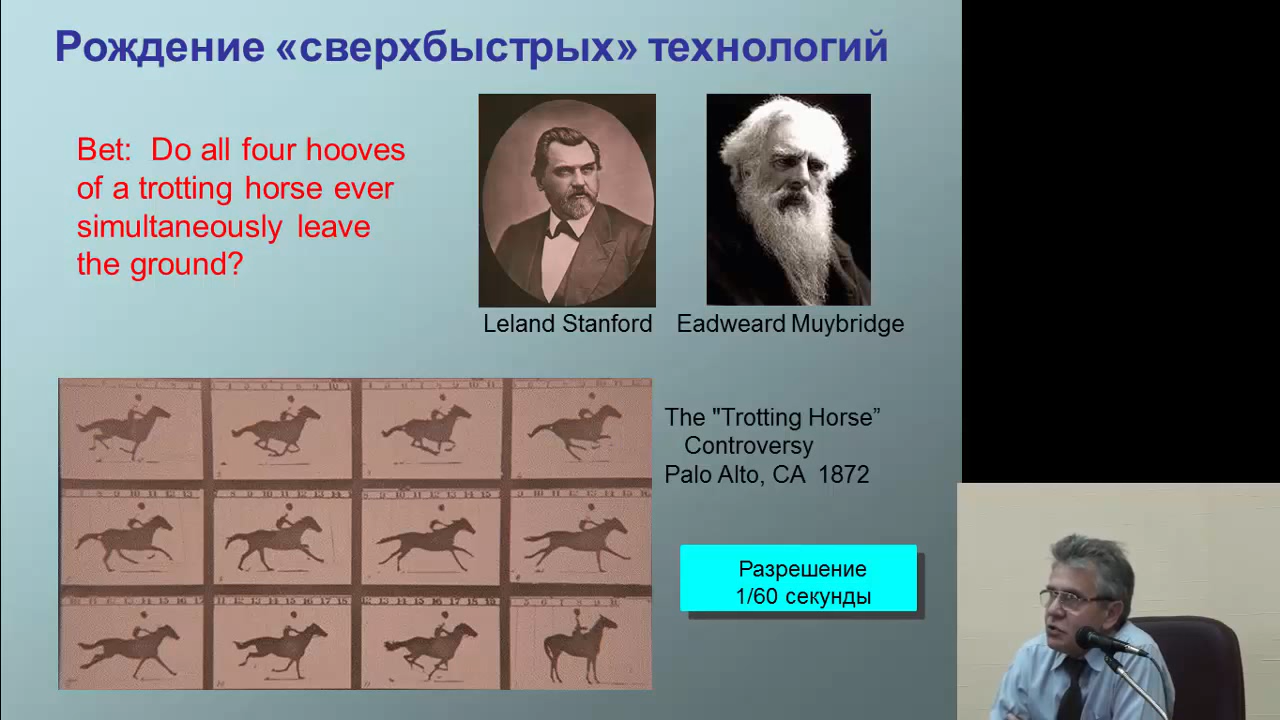 Рождение «сверхбыстрых» технологий
Bet: Do all four hooves
of a trotting horse ever
simultaneously leave
the ground?
Leland Stanford
Eadweard Muybridge
The "Trotting Horse”
Controversy
Palo Alto, CA 1872
Разрешение
1/60 секунды